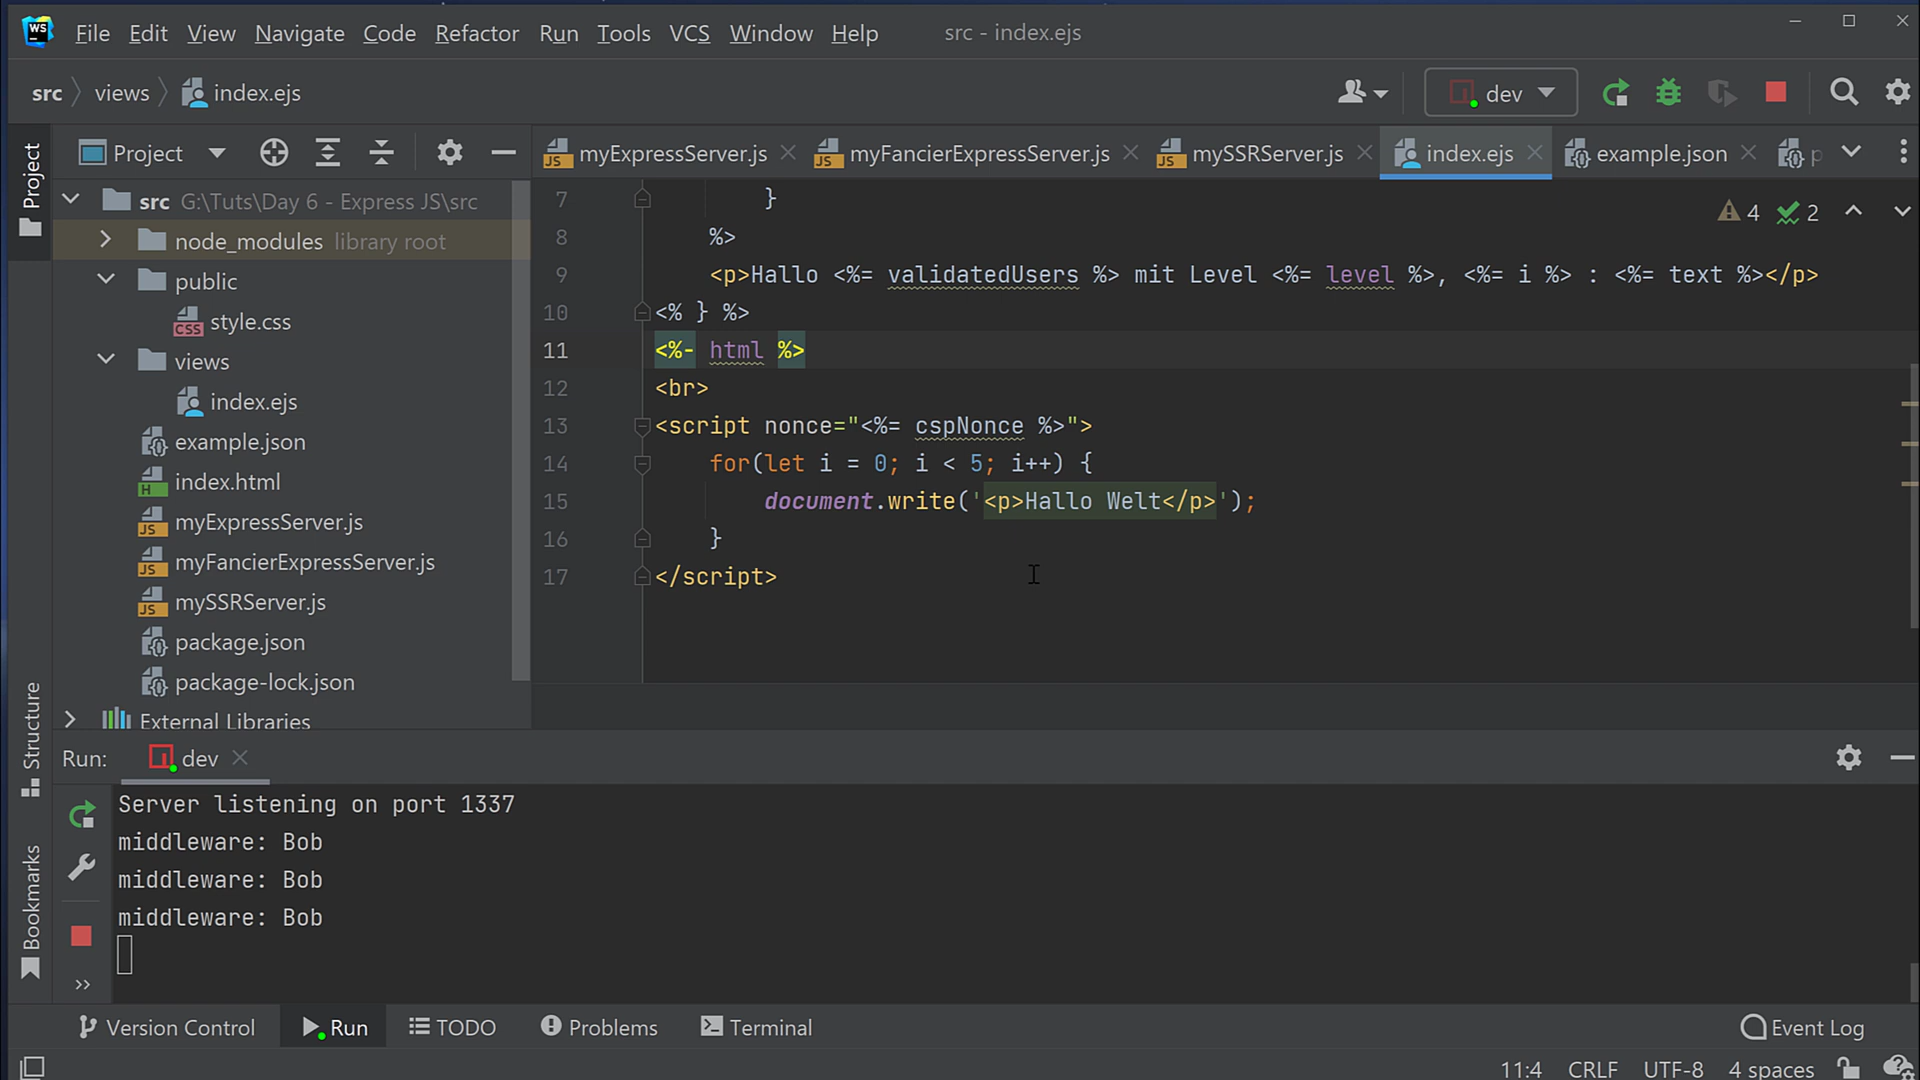 WS File Edit View Navigate Code Refactor Run Tools VCS Window Help src - index.ejs
src views index.ejs dev
Project
Project
myExpressServer.js myFancierExpressServer.js mySSRServer.js index.ejs example.json p
src G:\Tuts\Day 6 - Express JS\src
node_modules library root
public
style.css
views
index.ejs
example.json
index.html
myExpressServer.js
myFancierExpressServer.js
mySSRServer.js
package.json
package-lock.json
External Libraries
4 2
7 }
8 %>
9 <p>Hallo <%= validatedUsers %> mit Level <%= level %>, <%= i %> : <%= text %></p>
10 <% } %>
11 <%- html %>
12 <br>
13 <script nonce="<%= cspNonce %>">
14 for(let i = 0; i < 5; i++) {
15 document.write('<p>Hallo Welt</p>');
16 }
17 </script>
Structure
Bookmarks
Run: dev
Server listening on port 1337
middleware: Bob
middleware: Bob
middleware: Bob
Version Control Run TODO Problems Terminal Event Log
11:4 CRLF UTF-8 4 spaces